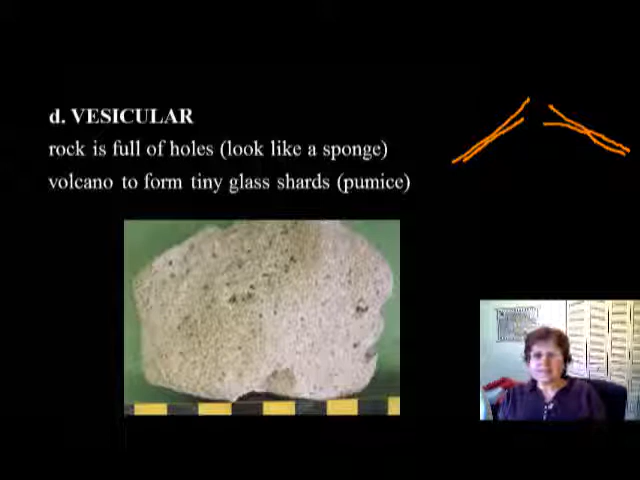 d. VESICULAR
rock is full of holes (look like a sponge)
volcano to form tiny glass shards (pumice)